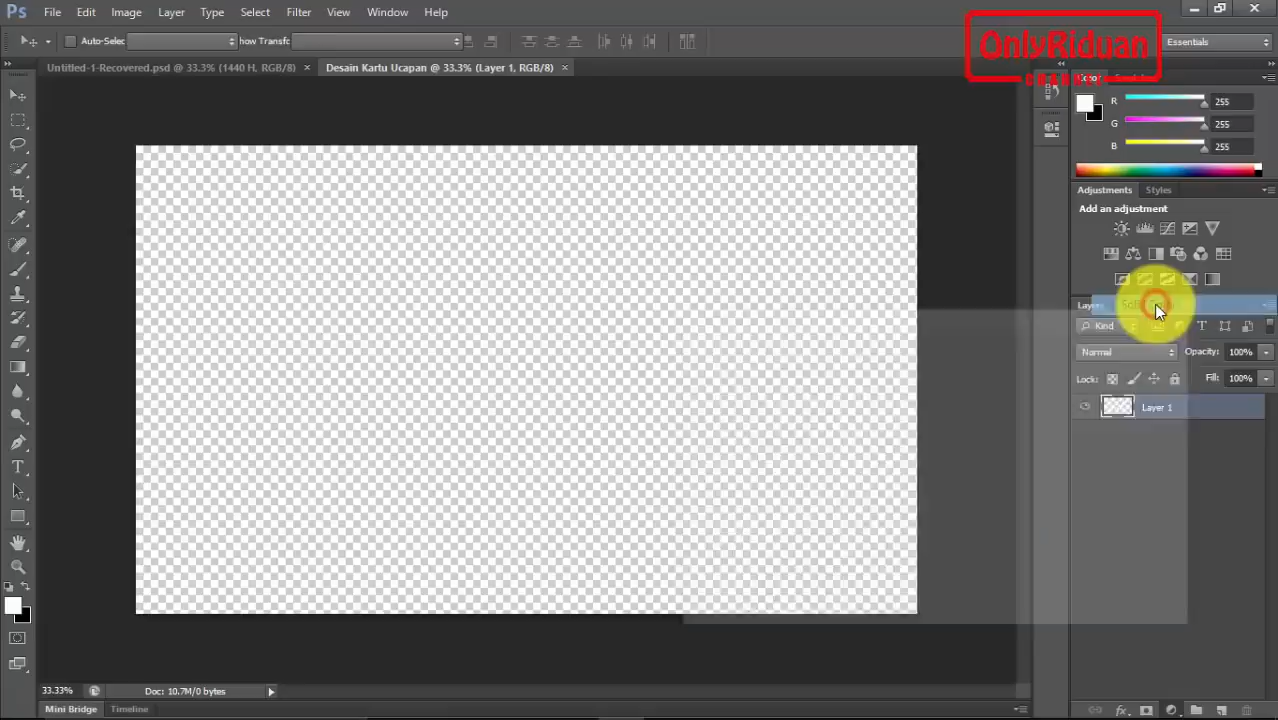 Ps File Edit Image Layer Type Select Filter View Window Help
Auto-Selec how Transfc Essentials
OnlyRiduan
CHANNEL
Untitled-1-Recovered.psd @ 33.3% (1440 H, RGB/8) × Desain Kartu Ucapan @ 33.3% (Layer 1, RGB/8) ×
Color
R 255
G 255
B 255
Adjustments Styles
Add an adjustment
Kind
Normal Opacity: 100%
Lock: Fill: 100%
Layer 1
33.33% Doc: 10.7M/0 bytes
Mini Bridge Timeline